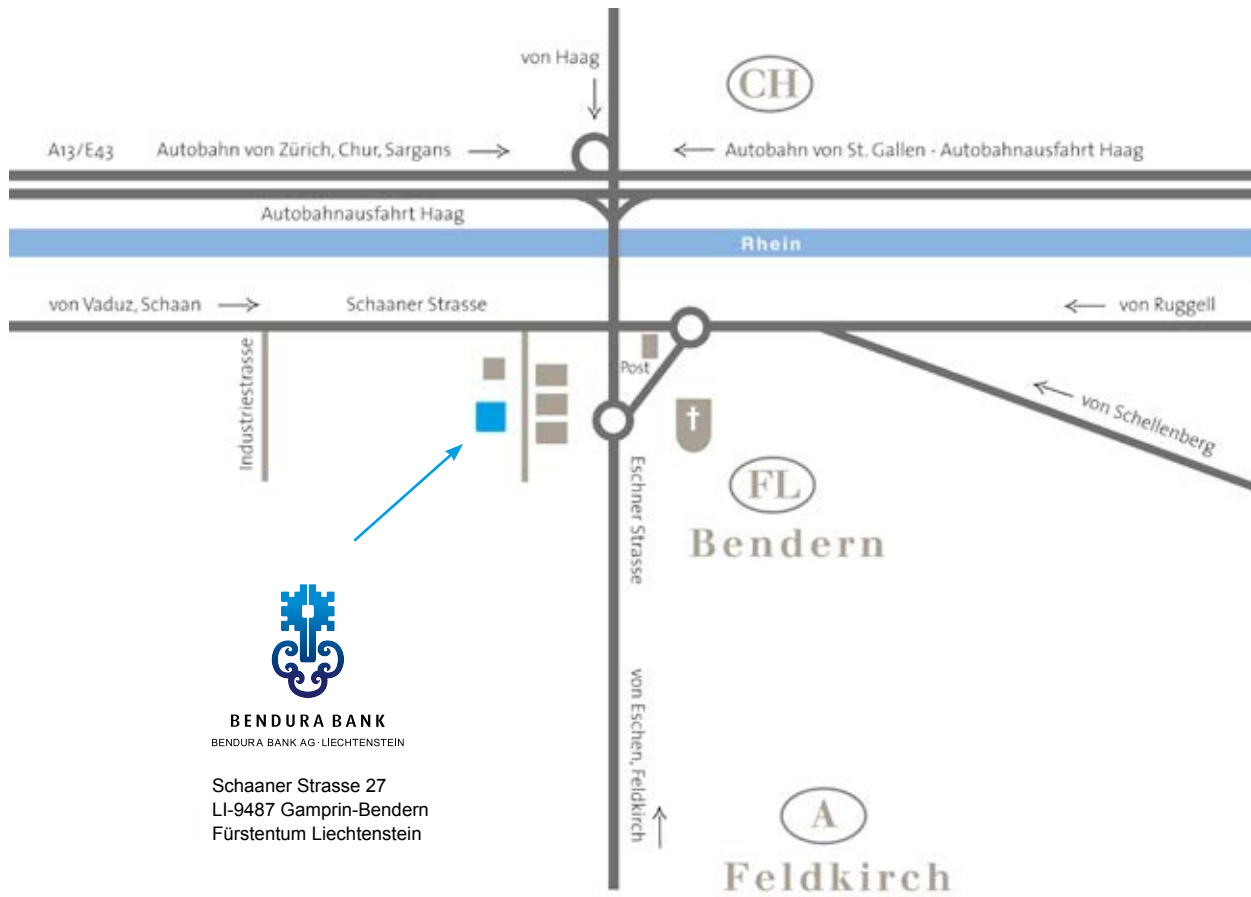 von Haag
CH
A13/E43
Autobahn von Zürich, Chur, Sargans
Autobahn von St. Gallen - Autobahnausfahrt Haag
Autobahnausfahrt Haag
Rhein
von Vaduz, Schaan
Schaaner Strasse
von Ruggell
Industriestrasse
Post
von Schellenberg
Eschner Strasse
FL
Bendern
von Eschen, Feldkirch
BENDURA BANK
BENDURA BANK AG · LIECHTENSTEIN
Schaaner Strasse 27
LI-9487 Gamprin-Bendern
Fürstentum Liechtenstein
A
Feldkirch